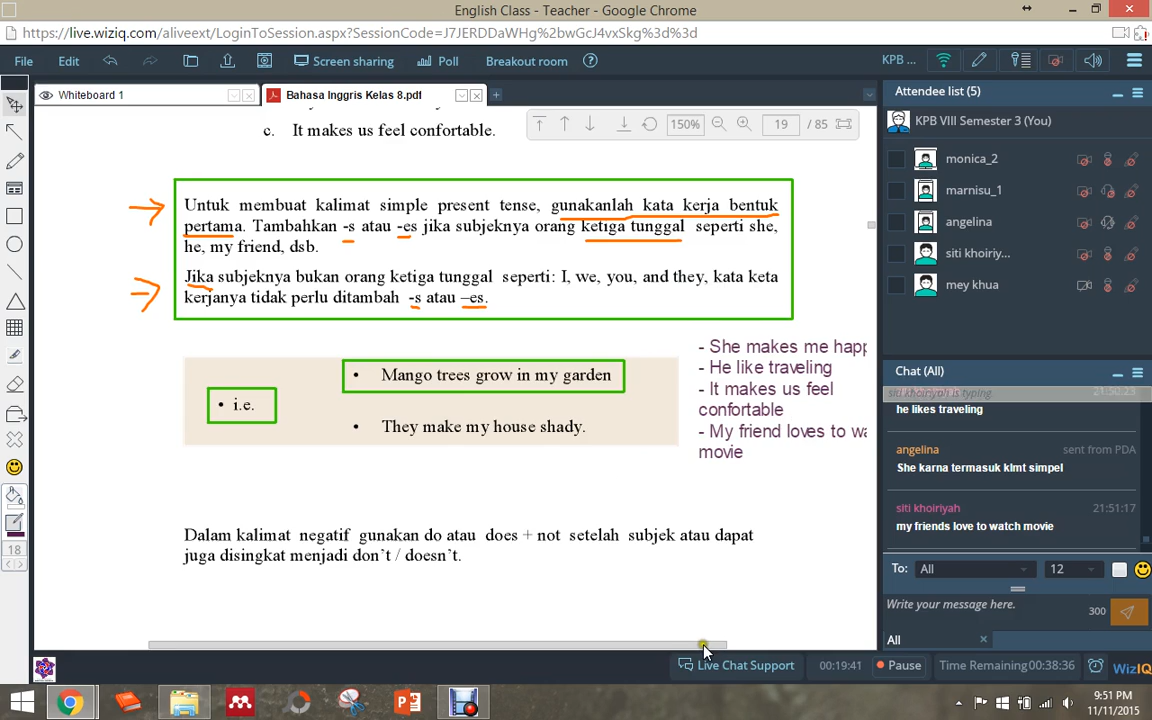 English Class - Teacher - Google Chrome
https://live.wiziq.com/aliveext/LoginToSession.aspx?SessionCode=J7JERDDaWHg%2bwGcJ4vxSkg%3d%3d
File Edit Screen sharing Poll Breakout room ? KPB ...
Whiteboard 1 Bahasa Inggris Kelas 8.pdf
Attendee list (5)
KPB VIII Semester 3 (You)
monica_2
marnisu_1
angelina
siti khoiriy...
mey khua
150% 19 / 85
c. It makes us feel confortable.
Untuk membuat kalimat simple present tense, gunakanlah kata kerja bentuk
pertama. Tambahkan -s atau -es jika subjeknya orang ketiga tunggal seperti she,
he, my friend, dsb.
Jika subjeknya bukan orang ketiga tunggal seperti: I, we, you, and they, kata keta
kerjanya tidak perlu ditambah -s atau –es.
• Mango trees grow in my garden
• i.e.
• They make my house shady.
- She makes me happ
- He like traveling
- It makes us feel
confortable
- My friend loves to wa
movie
Dalam kalimat negatif gunakan do atau does + not setelah subjek atau dapat
juga disingkat menjadi don't / doesn't.
18
Chat (All)
siti khoiriyah is typing.
21:50:23
he likes traveling
angelina sent from PDA
She karna termasuk klmt simpel
siti khoiriyah 21:51:17
my friends love to watch movie
To: All 12
Write your message here. 300
All
Live Chat Support 00:19:41 Pause Time Remaining 00:38:36 WizIQ
9:51 PM
11/11/2015